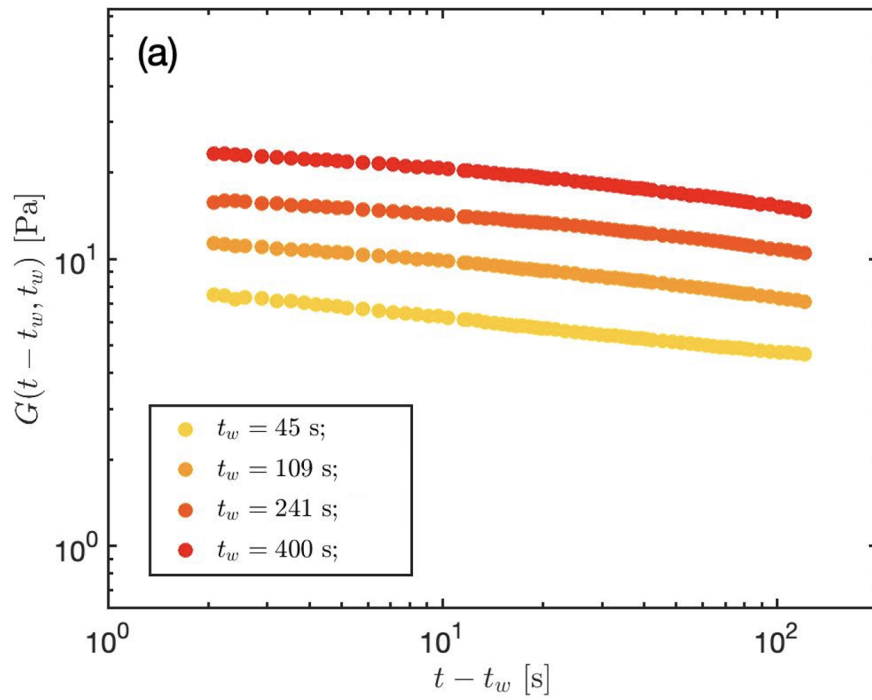 (a)
G(t − t_w, t_w) [Pa]
10^1
10^0
t_w = 45 s;
t_w = 109 s;
t_w = 241 s;
t_w = 400 s;
10^0 10^1 10^2
t − t_w [s]